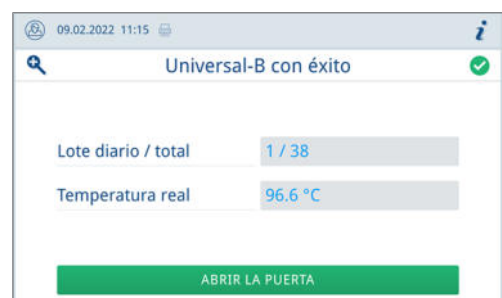 09.02.2022 11:15
Universal-B con éxito
Lote diario / total 1 / 38
Temperatura real 96.6 °C
ABRIR LA PUERTA